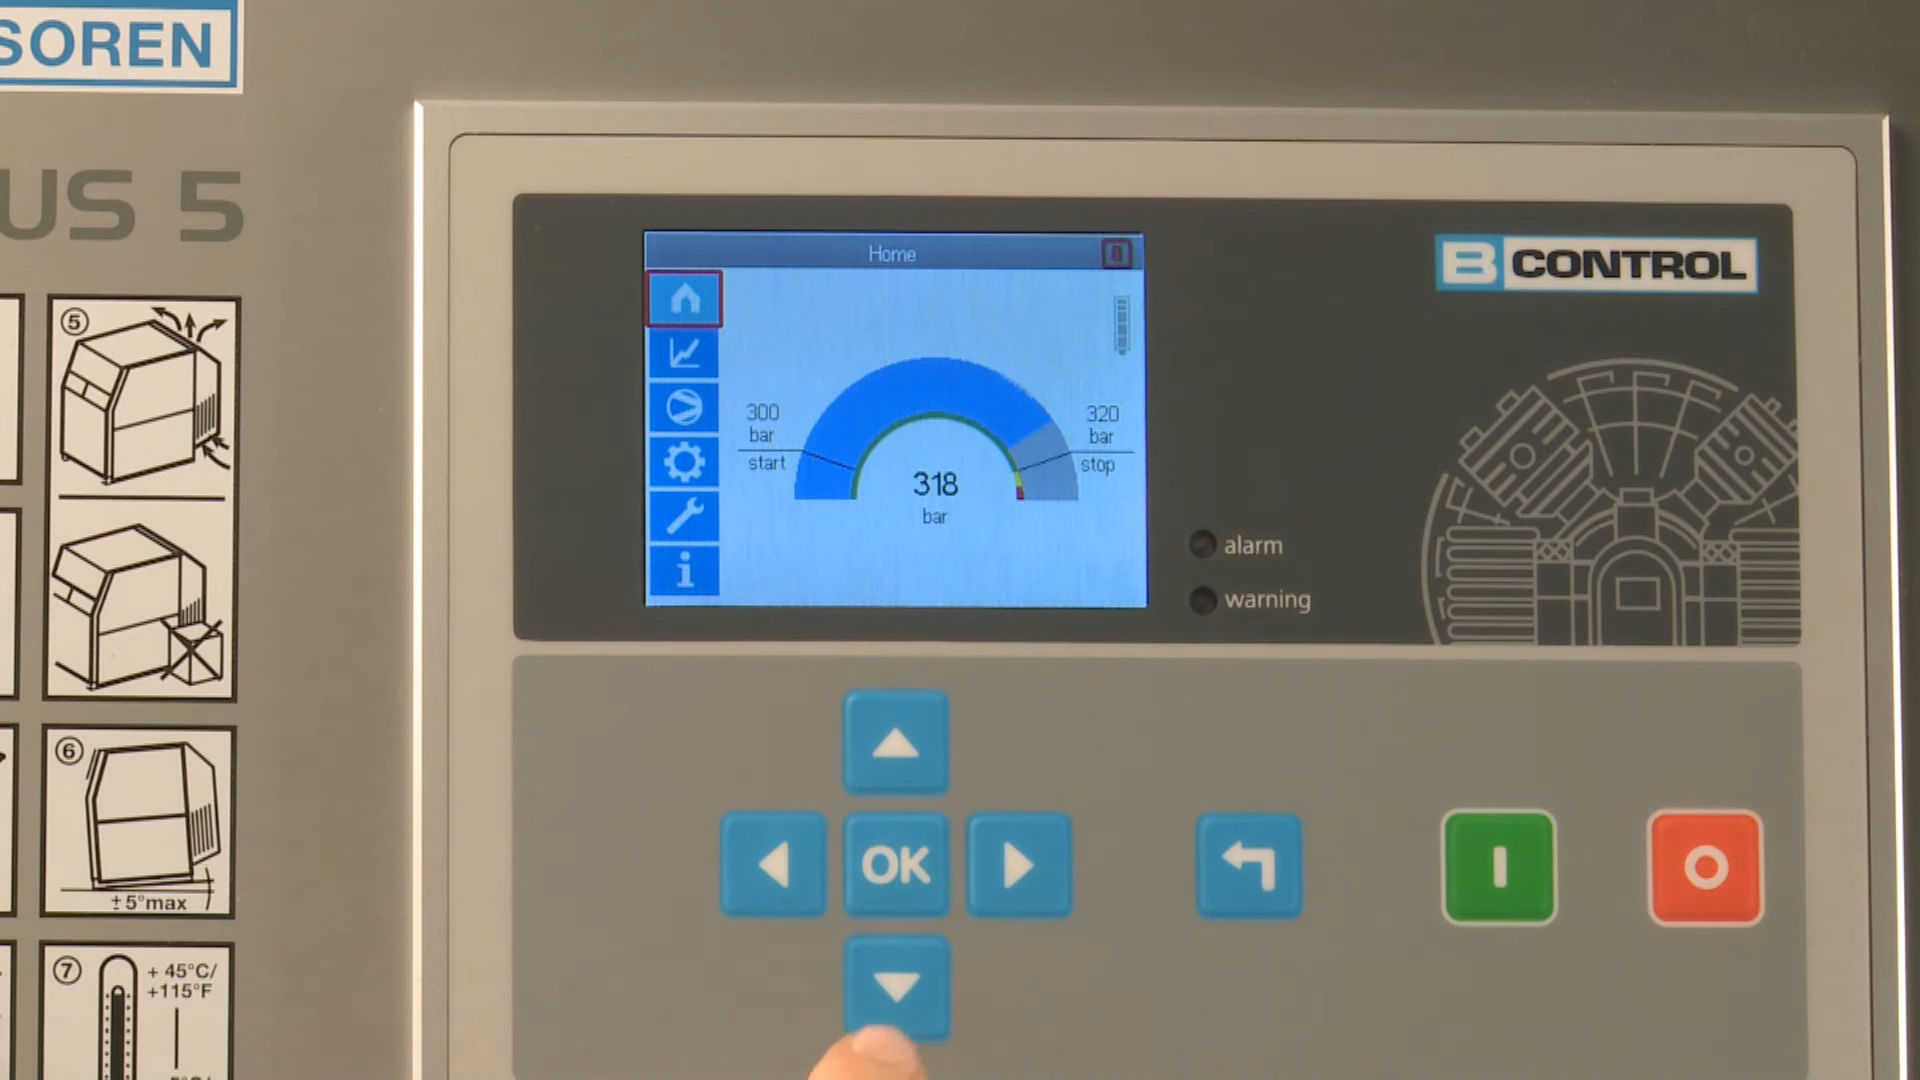 SOREN
US 5
5
6
±5°max
7
+ 45°C/
+115°F
Home
300
bar
start
320
bar
stop
318
bar
B CONTROL
alarm
warning
OK
I
O